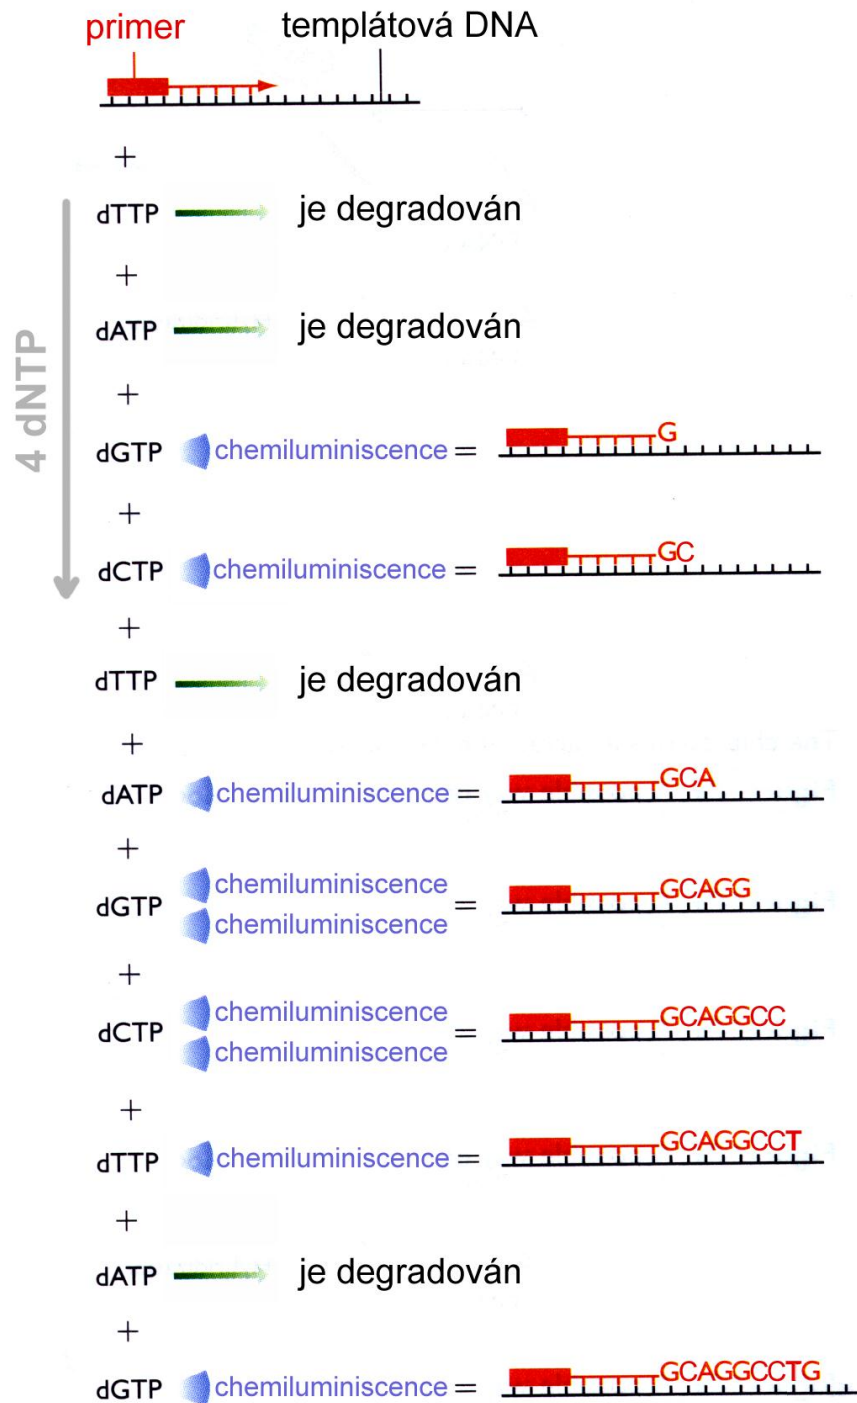 primer templátová DNA
+
dTTP je degradován
+
dATP je degradován
4 dNTP
+
dGTP chemiluminiscence = G
+
dCTP chemiluminiscence = GC
+
dTTP je degradován
+
dATP chemiluminiscence = GCA
+
chemiluminiscence
dGTP = GCAGG
chemiluminiscence
+
chemiluminiscence
dCTP = GCAGGCC
chemiluminiscence
+
dTTP chemiluminiscence = GCAGGCCT
+
dATP je degradován
+
dGTP chemiluminiscence = GCAGGCCTG